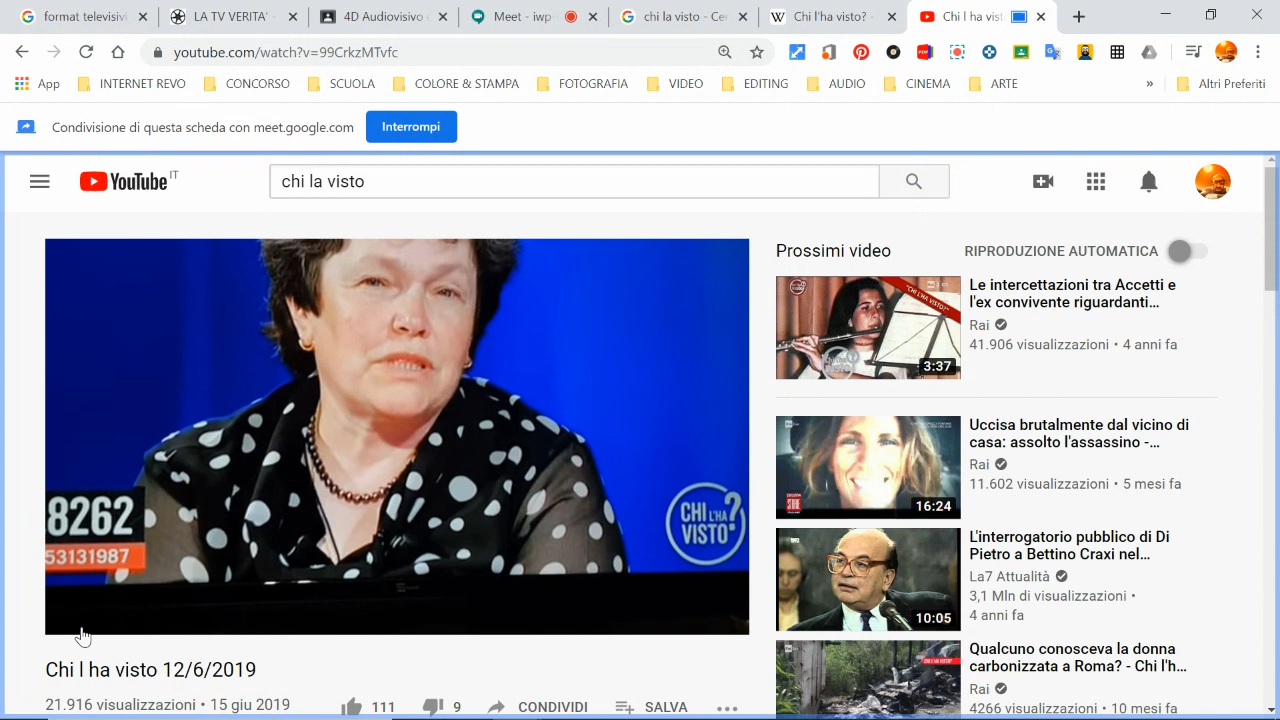 format televisivi
LA TV VERITA' -
4D Audiovisivo e
Meet - iwp
chi la visto - Cer
Chi l'ha visto? -
Chi l ha vist
youtube.com/watch?v=99CrkzMTvfc
App
INTERNET REVO
CONCORSO
SCUOLA
COLORE & STAMPA
FOTOGRAFIA
VIDEO
EDITING
AUDIO
CINEMA
ARTE
»
Altri Preferiti
Condivisione di questa scheda con meet.google.com
Interrompi
YouTube IT
chi la visto
8262
53131987
CHI L'HA VISTO?
Chi l ha visto 12/6/2019
21.916 visualizzazioni
111
9
CONDIVIDI
SALVA
Prossimi video
RIPRODUZIONE AUTOMATICA
"CHI L'HA VISTO?"
3:37
Le intercettazioni tra Accetti e
l'ex convivente riguardanti…
Rai
41.906 visualizzazioni • 4 anni fa
16:24
Uccisa brutalmente dal vicino di
casa: assolto l'assassino -…
Rai
11.602 visualizzazioni • 5 mesi fa
10:05
L'interrogatorio pubblico di Di
Pietro a Bettino Craxi nel…
La7 Attualità
3,1 Mln di visualizzazioni •
4 anni fa
Qualcuno conosceva la donna
carbonizzata a Roma? - Chi l'h…
Rai
4266 visualizzazioni • 10 mesi fa